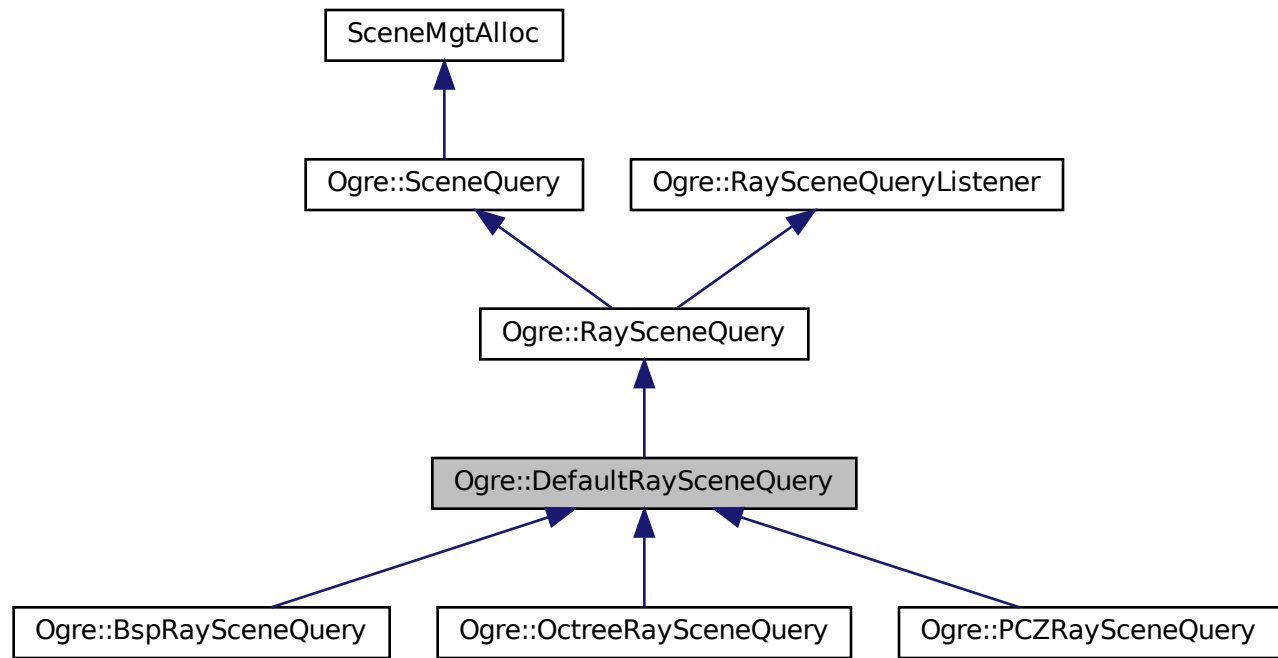 SceneMgtAlloc
Ogre::SceneQuery
Ogre::RaySceneQueryListener
Ogre::RaySceneQuery
Ogre::DefaultRaySceneQuery
Ogre::BspRaySceneQuery
Ogre::OctreeRaySceneQuery
Ogre::PCZRaySceneQuery